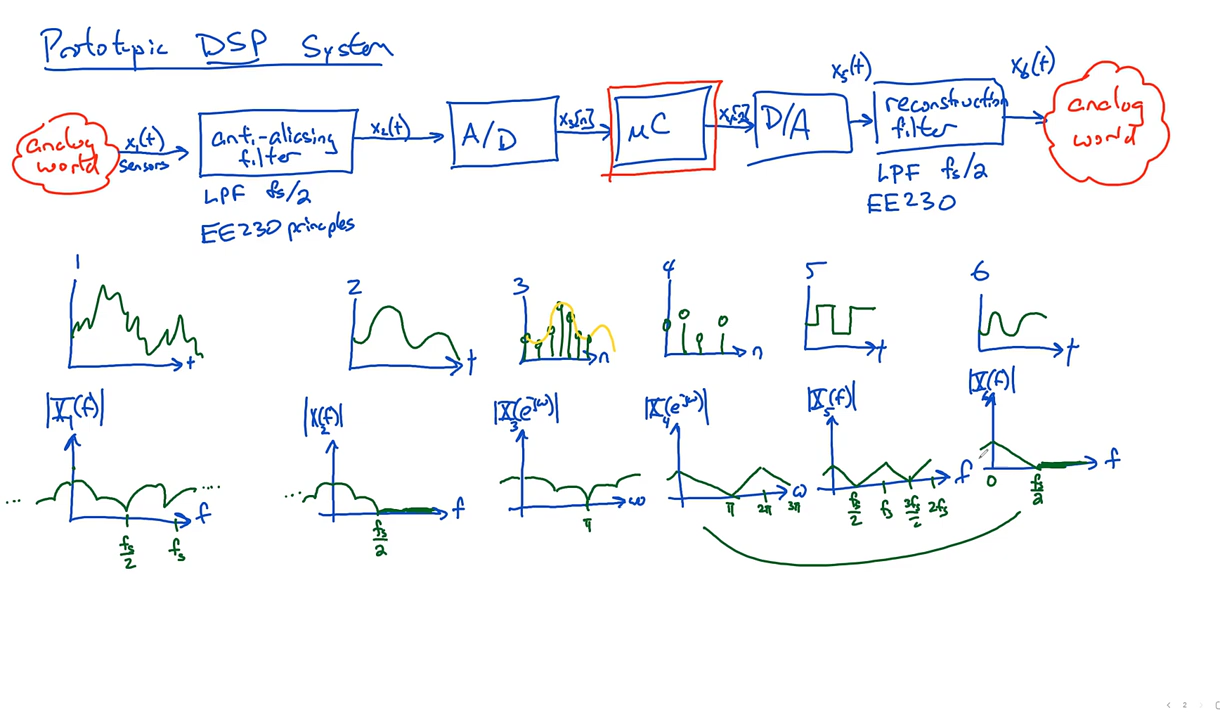 Prototypic DSP System
analog world
x₁(t)
sensors
anti-aliasing filter
LPF fs/2
EE230 principles
x₂(t)
A/D
x₃[n]
μC
x₄[n]
D/A
x₅(t)
reconstruction filter
LPF fs/2
EE230
x₆(t)
analog world
1
t
2
t
3
n
4
n
5
t
6
t
|X₁(f)|
...
....
f
fs/2
fs
|X₂(f)|
...
f
fs/2
|X₃(e^jω)|
ω
π
|X₄(e^jω)|
ω
π
2π
3π
|X₅(f)|
f
fs/2
fs
3fs/2
2fs
|X₆(f)|
f
0
fs/2
2